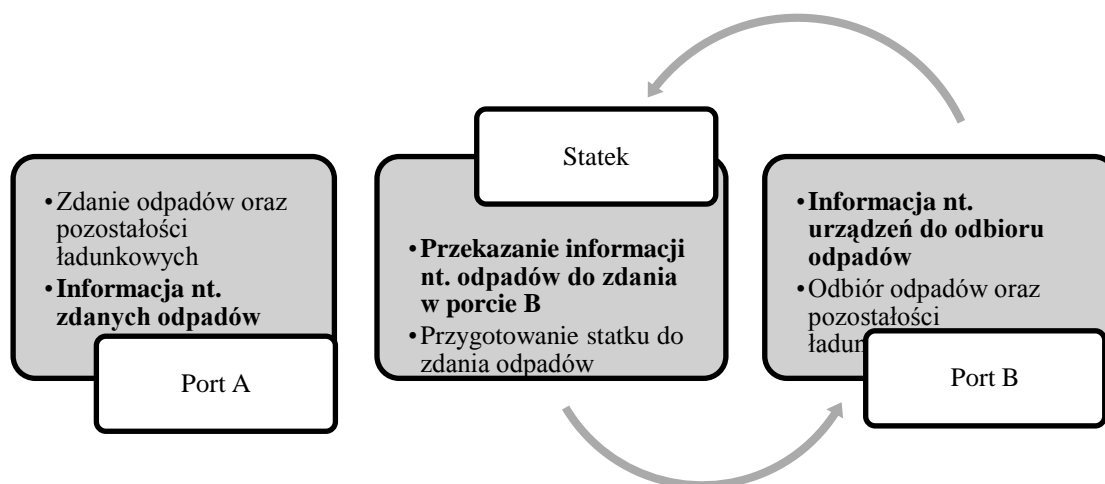 • Zdanie odpadów oraz
pozostałości
ładunkowych
• Informacja nt.
zdanych odpadów
Port A
Statek
• Przekazanie informacji
nt. odpadów do zdania
w porcie B
• Przygotowanie statku do
zdania odpadów
• Informacja nt.
urządzeń do odbioru
odpadów
• Odbiór odpadów oraz
pozostałości
Port B